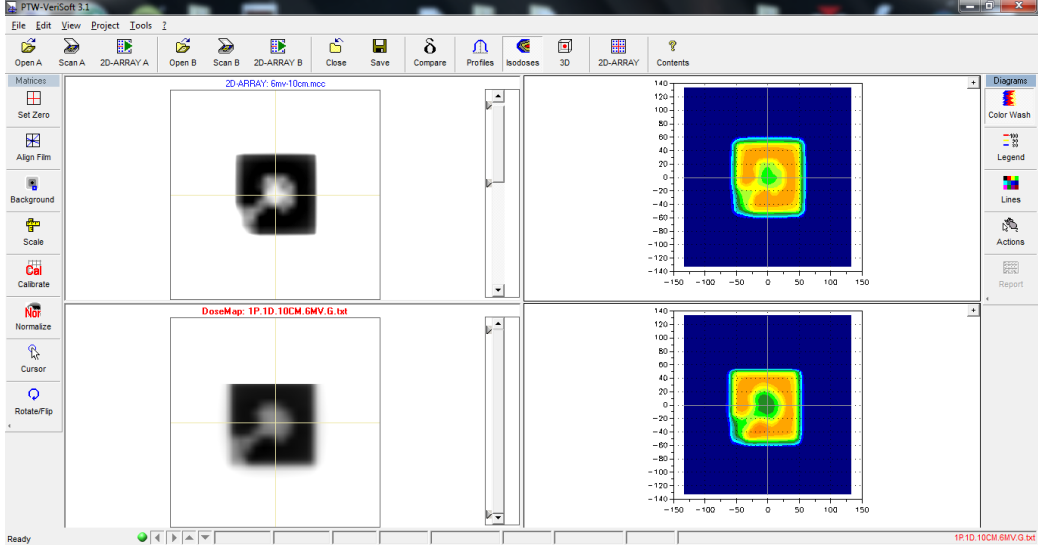 PTW-VeriSoft 3.1
File Edit View Project Tools ?
Open A Scan A 2D-ARRAY A Open B Scan B 2D-ARRAY B Close Save Compare Profiles Isodoses 3D 2D-ARRAY Contents
Matrices
Set Zero
Align Film
Background
Scale
Cal
Calibrate
Nor
Normalize
Cursor
Rotate/Flip
2D-ARRAY: 6mv-10cm.mcc
140
120
100
80
60
40
20
0
-20
-40
-60
-80
-100
-120
-140
-150 -100 -50 0 50 100 150
DoseMap: 1P.1D.10CM.6MV.G.txt
140
120
100
80
60
40
20
0
-20
-40
-60
-80
-100
-120
-140
-150 -100 -50 0 50 100 150
Diagrams
Color Wash
Legend
Lines
Actions
Report
Ready
1P.1D.10CM.6MV.G.txt